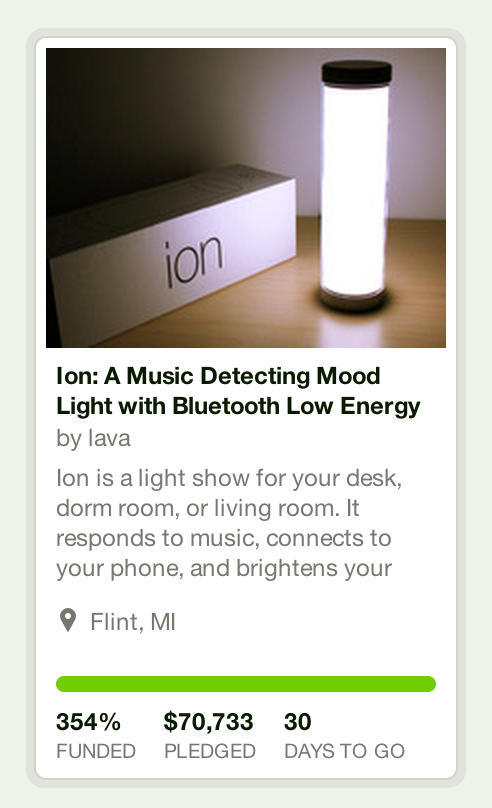 ion
Ion: A Music Detecting Mood
Light with Bluetooth Low Energy
by lava
Ion is a light show for your desk,
dorm room, or living room. It
responds to music, connects to
your phone, and brightens your
Flint, MI
354% $70,733 30
FUNDED PLEDGED DAYS TO GO